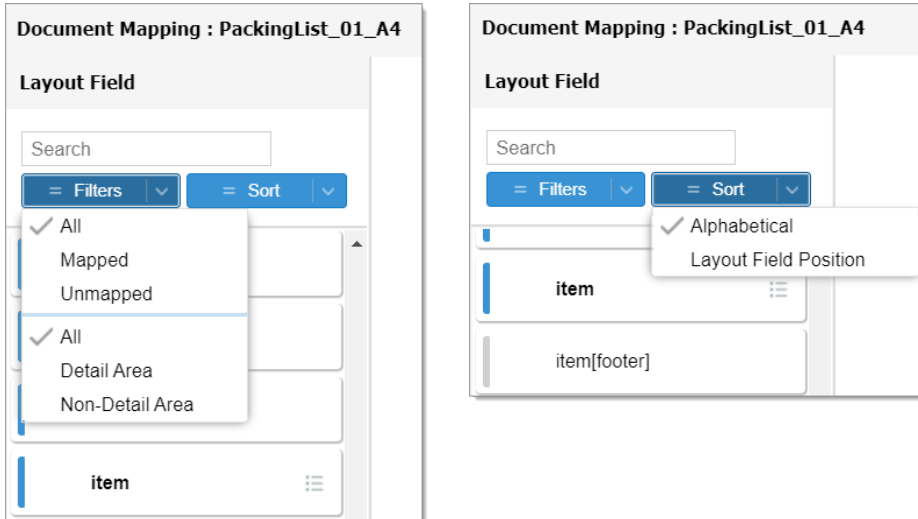 Document Mapping : PackingList_01_A4
Layout Field
Search
= Filters
= Sort
All
Mapped
Unmapped
All
Detail Area
Non-Detail Area
item
Document Mapping : PackingList_01_A4
Layout Field
Search
= Filters
= Sort
Alphabetical
Layout Field Position
item
item[footer]